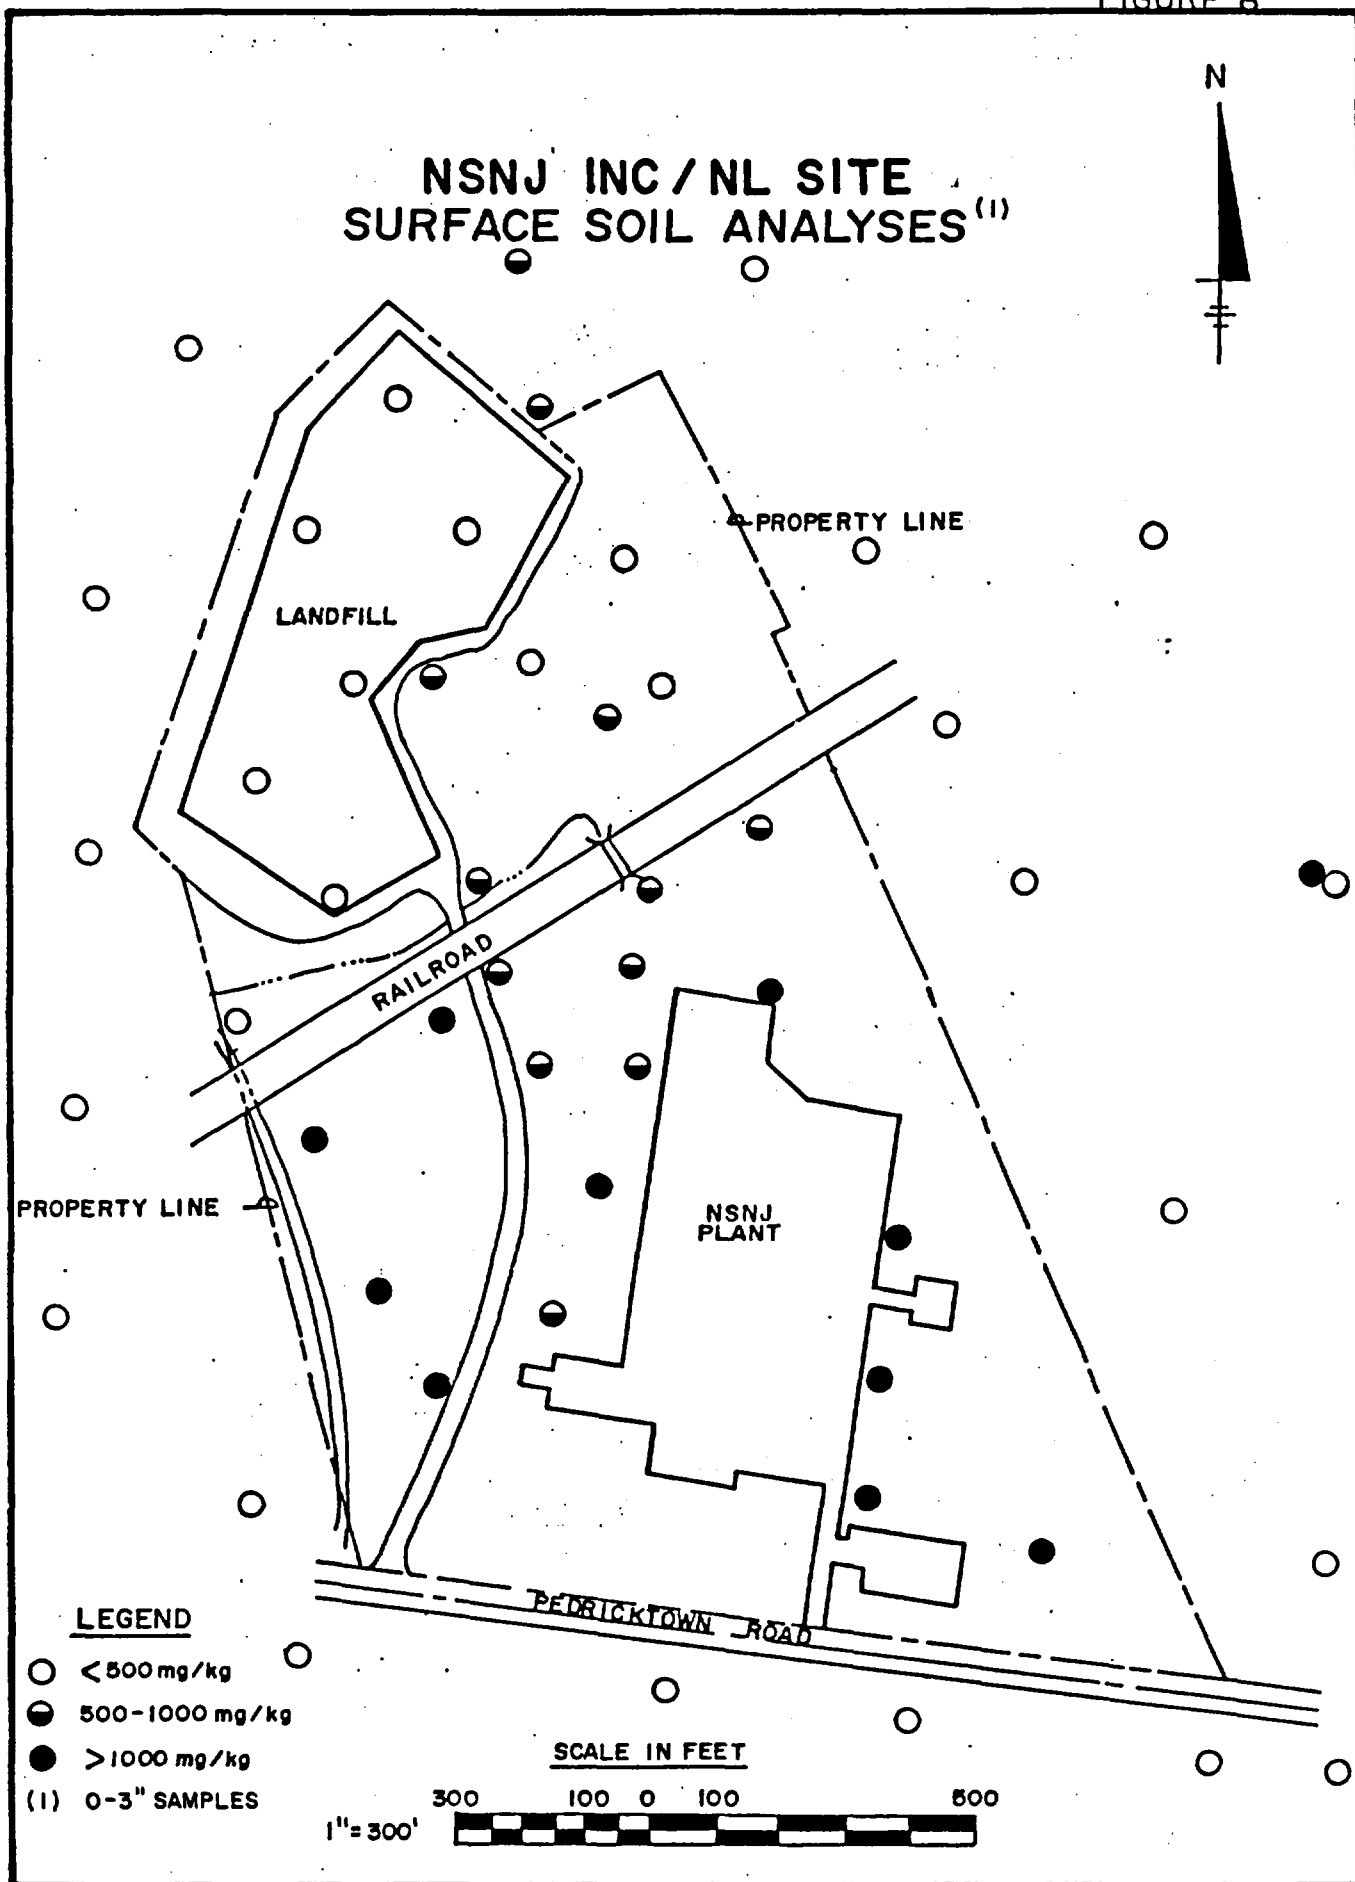 FIGURE 8
N
NSNJ INC / NL SITE
SURFACE SOIL ANALYSES (1)
PROPERTY LINE
LANDFILL
RAILROAD
PROPERTY LINE
NSNJ
PLANT
PEDRICKTOWN ROAD
LEGEND
<500 mg/kg
500-1000 mg/kg
>1000 mg/kg
(1) 0-3" SAMPLES
SCALE IN FEET
300 100 0 100 600
1"=300'